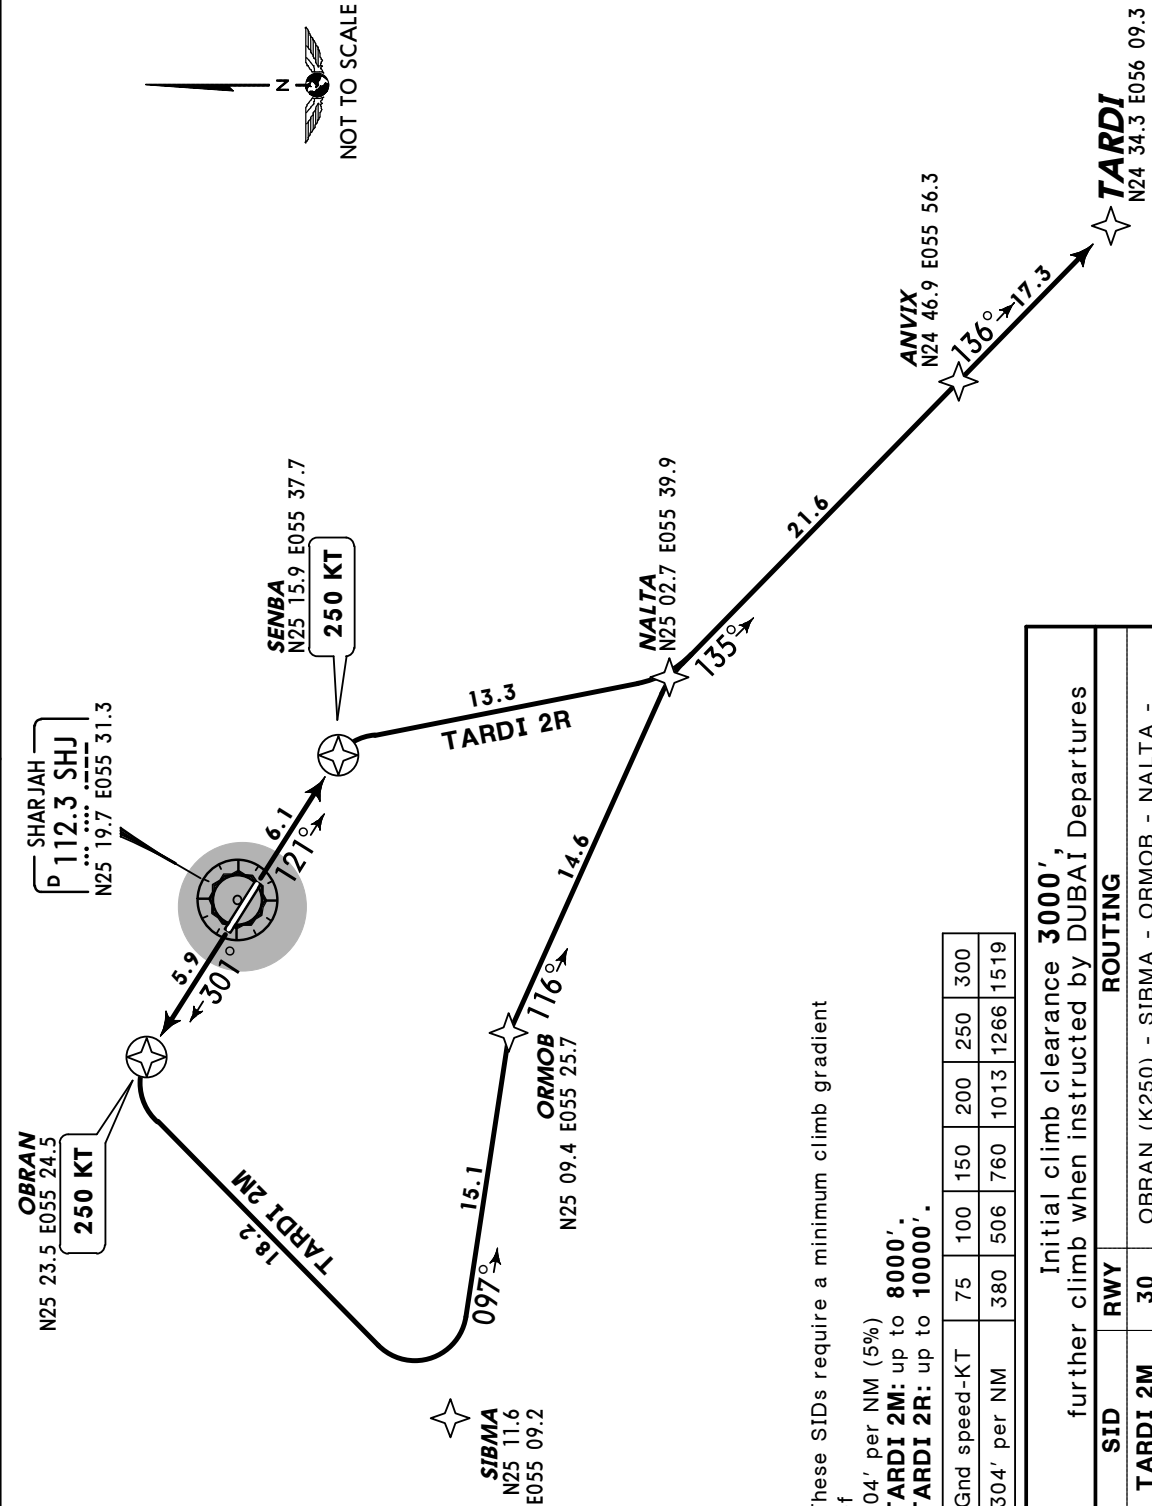 N
NOT TO SCALE
SHARJAH
D
P 112.3 SHJ
N25 19.7 E055 31.3
OBRAN
N25 23.5 E055 24.5
250 KT
5.9
301°
6.1
121°
SENBA
N25 15.9 E055 37.7
250 KT
18.2
TARDI 2M
13.3
TARDI 2R
SIBMA
N25 11.6
E055 09.2
097°
15.1
ORMOB
N25 09.4 E055 25.7
116°
14.6
NALTA
N25 02.7 E055 39.9
135°
21.6
ANVIX
N24 46.9 E055 56.3
136°
17.3
TARDI
N24 34.3 E056 09.3
hese SIDs require a minimum climb gradient
f
04' per NM (5%)
TARDI 2M: up to 8000'.
TARDI 2R: up to 10000'.
Gnd speed-KT 75 100 150 200 250 300
304' per NM 380 506 760 1013 1266 1519
Initial climb clearance 3000',
further climb when instructed by DUBAI Departures
SID RWY ROUTING
TARDI 2M 30 OBRAN (K250) - SIBMA - ORMOB - NALTA -